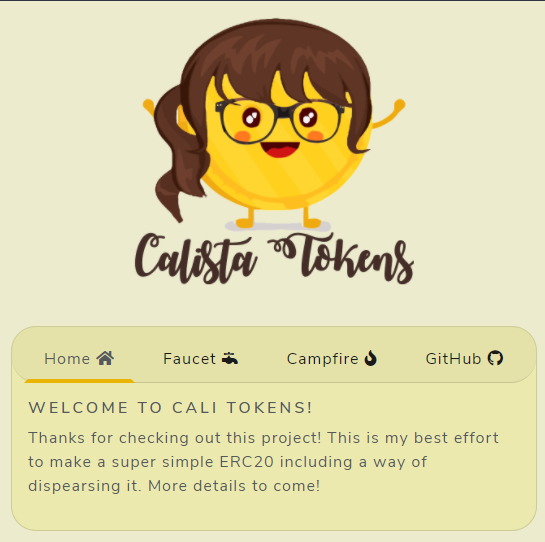 Calista Tokens
Home Faucet Campfire GitHub
WELCOME TO CALI TOKENS!
Thanks for checking out this project! This is my best effort
to make a super simple ERC20 including a way of
dispearsing it. More details to come!